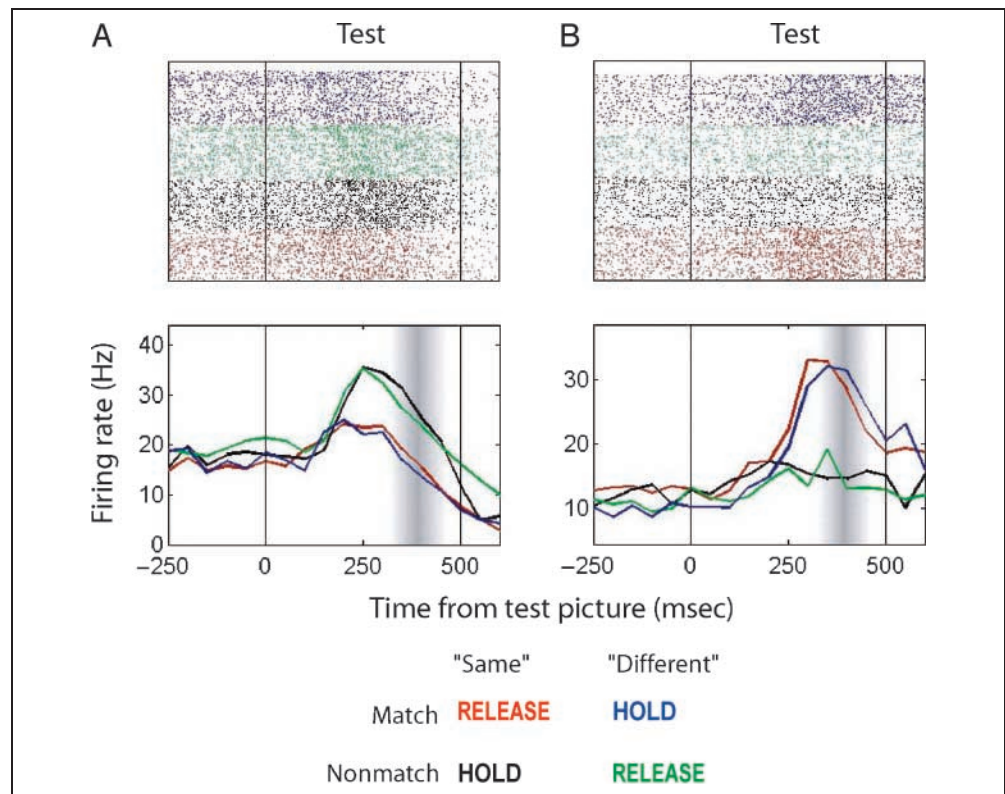 A Test B Test
Firing rate (Hz)
40
30
20
10
0
30
20
10
−250 0 250 500 −250 0 250 500
Time from test picture (msec)
"Same" "Different"
Match RELEASE HOLD
Nonmatch HOLD RELEASE